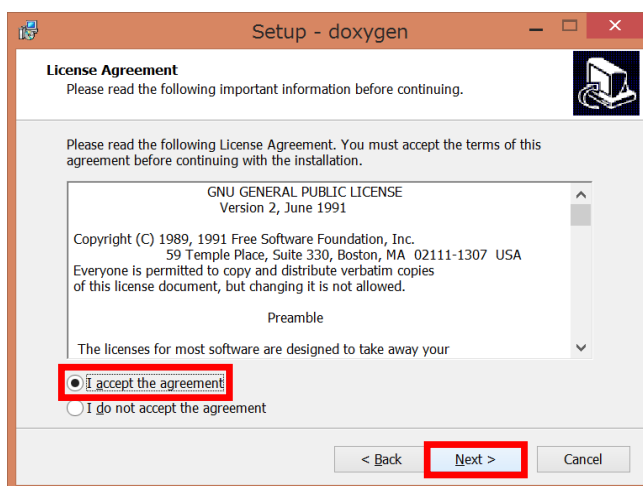 Setup - doxygen
License Agreement
Please read the following important information before continuing.
Please read the following License Agreement. You must accept the terms of this
agreement before continuing with the installation.
GNU GENERAL PUBLIC LICENSE
Version 2, June 1991
Copyright (C) 1989, 1991 Free Software Foundation, Inc.
59 Temple Place, Suite 330, Boston, MA 02111-1307 USA
Everyone is permitted to copy and distribute verbatim copies
of this license document, but changing it is not allowed.
Preamble
The licenses for most software are designed to take away your
I accept the agreement
I do not accept the agreement
< Back Next > Cancel